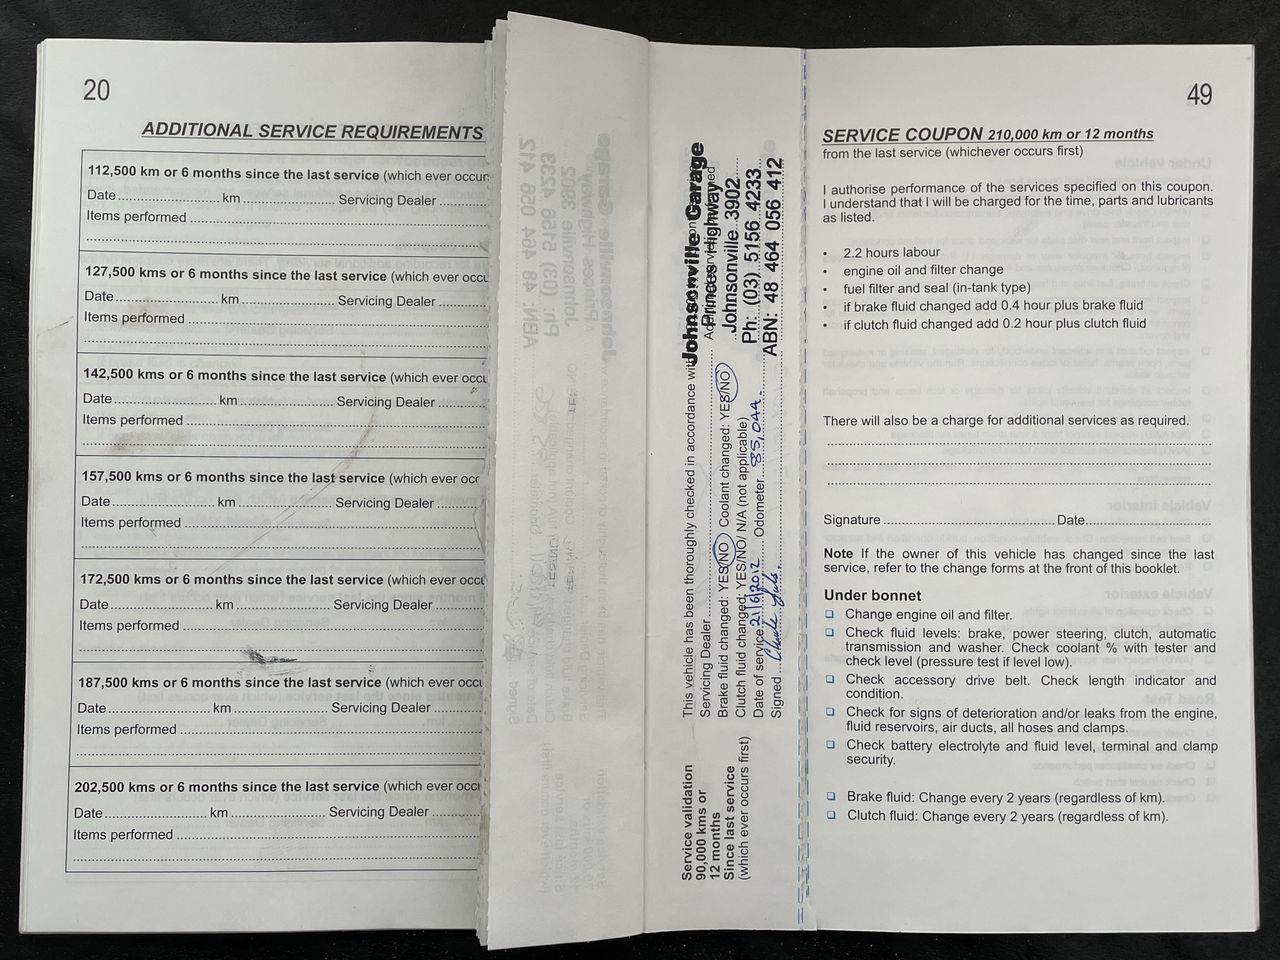 20
ADDITIONAL SERVICE REQUIREMENTS
112,500 km or 6 months since the last service (which ever occur
Date.................... km ........................ Servicing Dealer
Items performed
127,500 kms or 6 months since the last service (which ever occu
Date.................... km ........................ Servicing Dealer
Items performed
142,500 kms or 6 months since the last service (which ever occu
Date.................... km ........................ Servicing Dealer
Items performed
157,500 kms or 6 months since the last service (which ever occ
Date.................... km ........................ Servicing Dealer
Items performed
172,500 kms or 6 months since the last service (which ever occ
Date.................... km ........................ Servicing Dealer
Items performed
187,500 kms or 6 months since the last service (which ever occ
Date.................... km ........................ Servicing Dealer
Items performed
202,500 kms or 6 months since the last service (which ever occ
Date.................... km ........................ Servicing Dealer
Items performed
Service validation
90,000 kms or
12 months
Since last service
(which ever occurs first)
This vehicle has been thoroughly checked in accordance with
Servicing Dealer
Brake fluid changed: YES/NO Coolant changed: YES/NO
Clutch fluid changed: YES/NO/ N/A (not applicable)
Date of service 21/6/2012 Odometer 85,044.
Signed
Johnsonville Garage
Princes Highway
Johnsonville 3902
Ph: (03) 5156 4233
ABN: 48 464 056 412
49
SERVICE COUPON 210,000 km or 12 months
from the last service (whichever occurs first)
I authorise performance of the services specified on this coupon.
I understand that I will be charged for the time, parts and lubricants
as listed.
• 2.2 hours labour
• engine oil and filter change
• fuel filter and seal (in-tank type)
• if brake fluid changed add 0.4 hour plus brake fluid
• if clutch fluid changed add 0.2 hour plus clutch fluid
There will also be a charge for additional services as required.
Signature ........................................ Date............................
Note If the owner of this vehicle has changed since the last
service, refer to the change forms at the front of this booklet.
Under bonnet
❏ Change engine oil and filter.
❏ Check fluid levels: brake, power steering, clutch, automatic
transmission and washer. Check coolant % with tester and
check level (pressure test if level low).
❏ Check accessory drive belt. Check length indicator and
condition.
❏ Check for signs of deterioration and/or leaks from the engine,
fluid reservoirs, air ducts, all hoses and clamps.
❏ Check battery electrolyte and fluid level, terminal and clamp
security.
❏ Brake fluid: Change every 2 years (regardless of km).
❏ Clutch fluid: Change every 2 years (regardless of km).